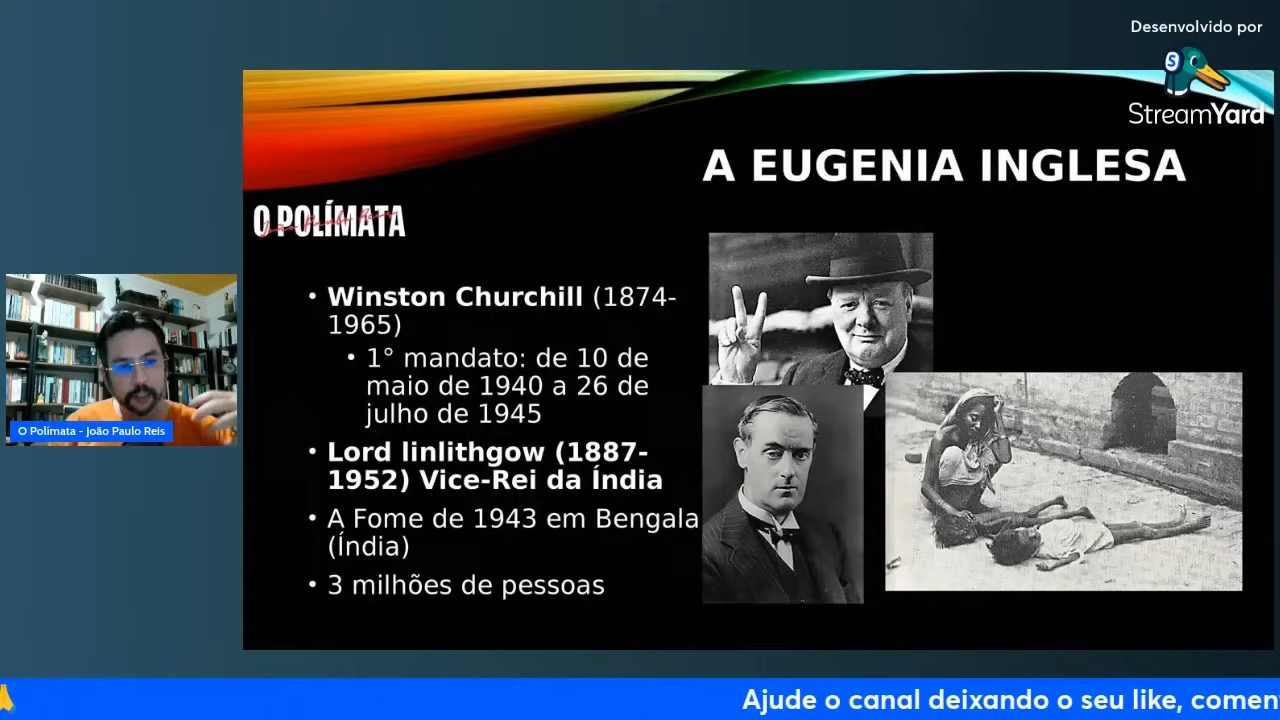 Desenvolvido por
StreamYard
A EUGENIA INGLESA
O POLÍMATA
• Winston Churchill (1874-
1965)
• 1° mandato: de 10 de
maio de 1940 a 26 de
julho de 1945
• Lord linlithgow (1887-
1952) Vice-Rei da Índia
• A Fome de 1943 em Bengala
(Índia)
• 3 milhões de pessoas
O Polimata - João Paulo Reis
Ajude o canal deixando o seu like, comen